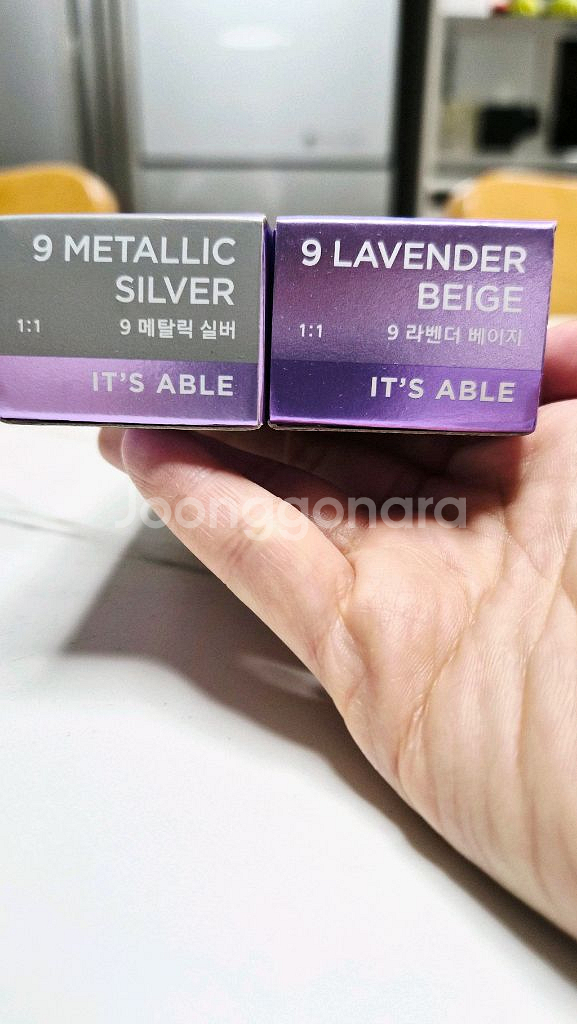 9 METALLIC
SILVER
1:1 9 메탈릭 실버
IT'S ABLE
9 LAVENDER
BEIGE
1:1 9 라벤더 베이지
IT'S ABLE
Joonggonara